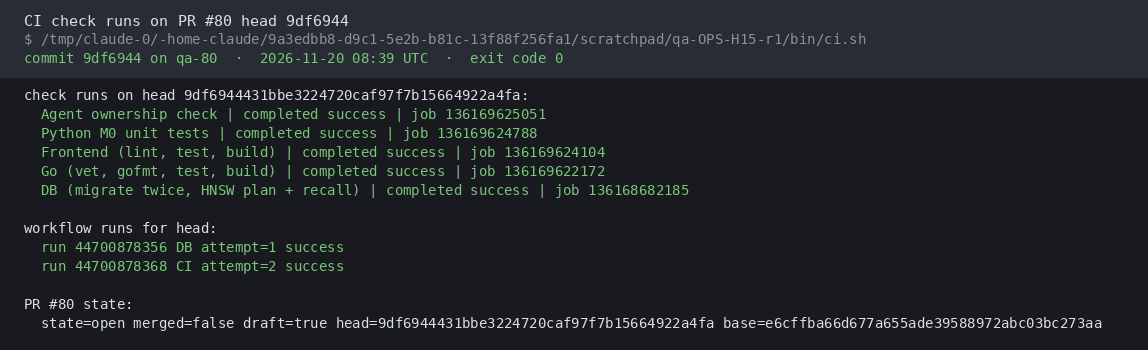 CI check runs on PR #80 head 9df6944
$ /tmp/claude-0/-home-claude/9a3edbb8-d9c1-5e2b-b81c-13f88f256fa1/scratchpad/qa-OPS-H15-r1/bin/ci.sh
commit 9df6944 on qa-80  ·  2026-11-20 08:39 UTC  ·  exit code 0
check runs on head 9df6944431bbe3224720caf97f7b15664922a4fa:
  Agent ownership check | completed success | job 136169625051
  Python M0 unit tests | completed success | job 136169624788
  Frontend (lint, test, build) | completed success | job 136169624104
  Go (vet, gofmt, test, build) | completed success | job 136169622172
  DB (migrate twice, HNSW plan + recall) | completed success | job 136168682185
workflow runs for head:
  run 44700878356 DB attempt=1 success
  run 44700878368 CI attempt=2 success
PR #80 state:
  state=open merged=false draft=true head=9df6944431bbe3224720caf97f7b15664922a4fa base=e6cffba66d677a655ade39588972abc03bc273aa